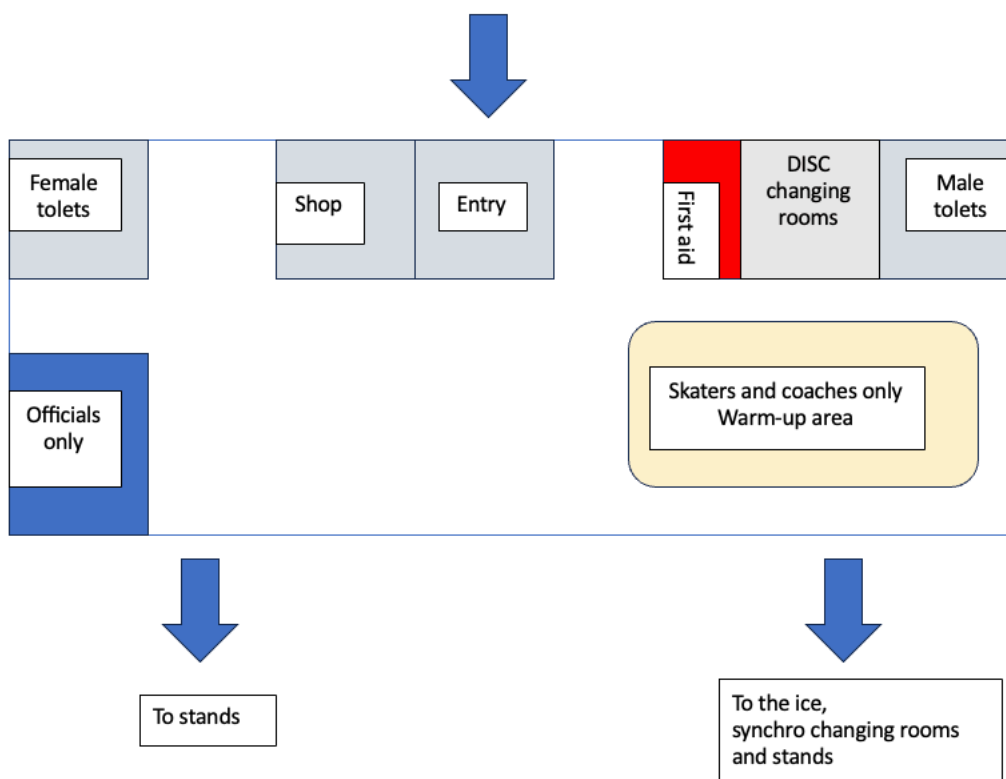 Female
tolets
Shop
Entry
First aid
DISC
changing
rooms
Male
tolets
Officials
only
Skaters and coaches only
Warm-up area
To stands
To the ice,
synchro changing rooms
and stands